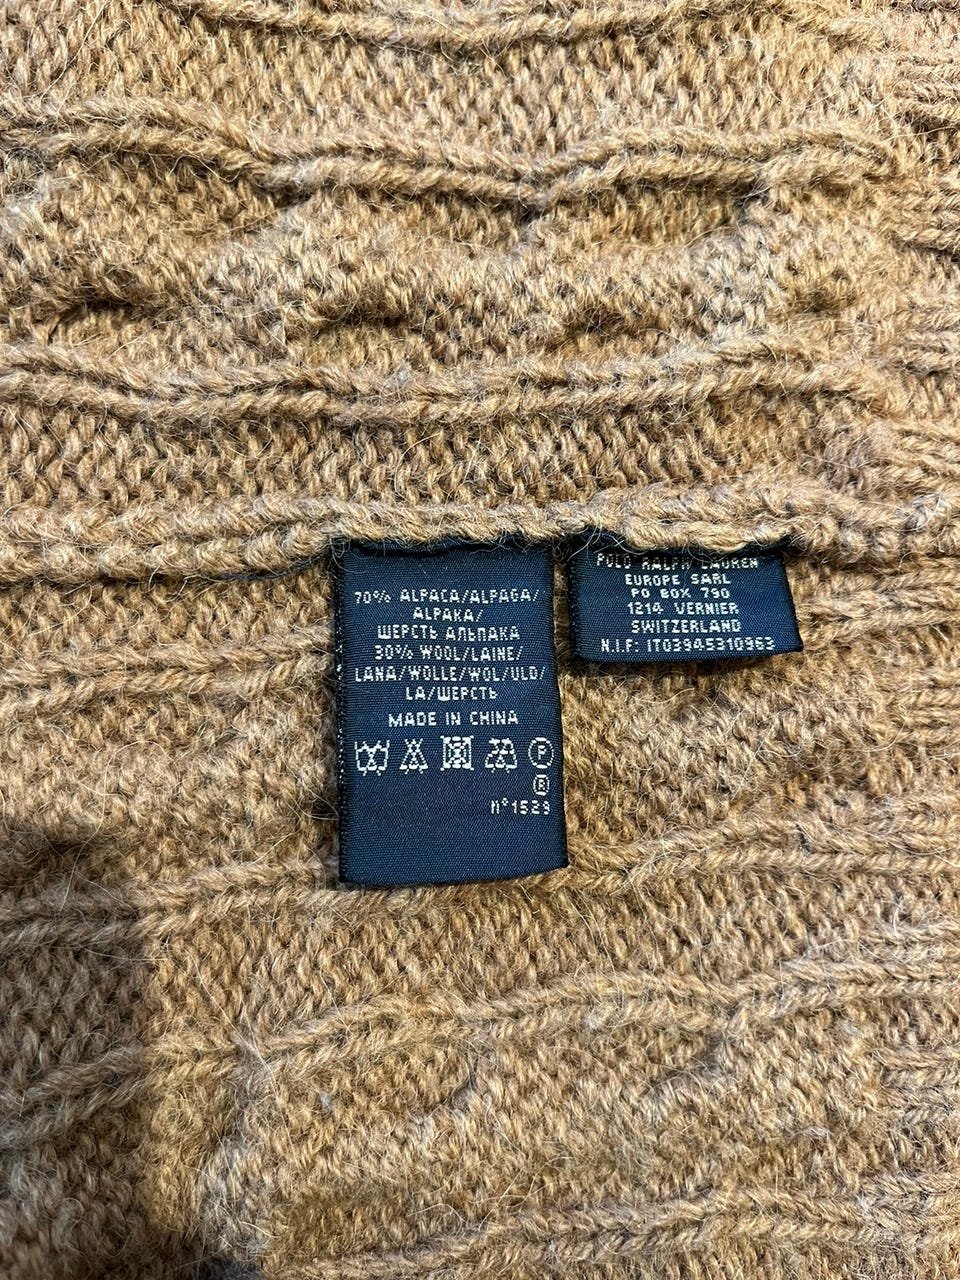 70% ALPACA/ALPAGA/
ALPAKA/
ШЕРСТЬ АЛЬПАКА
30% WOOL/LAINE/
LANA/WOLLE/WOL/ULD/
LA/ШЕРСТЬ
MADE IN CHINA
P
®
n°1529
POLO RALPH LAUREN
EUROPE SARL
PO BOX 790
1214 VERNIER
SWITZERLAND
N.I.F: IT03945310963